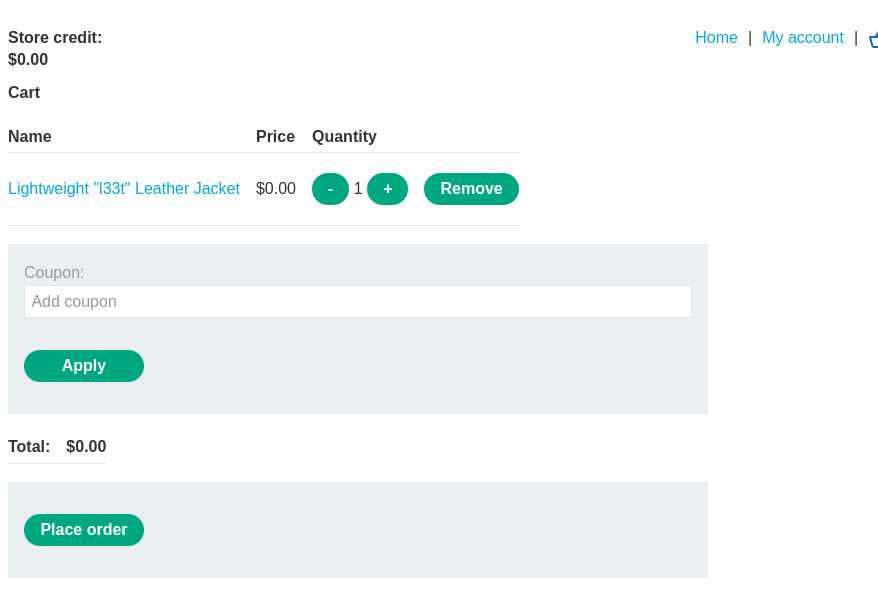 Store credit:
$0.00
Home | My account |
Cart
Name Price Quantity
Lightweight "l33t" Leather Jacket $0.00 - 1 + Remove
Coupon:
Add coupon
Apply
Total: $0.00
Place order